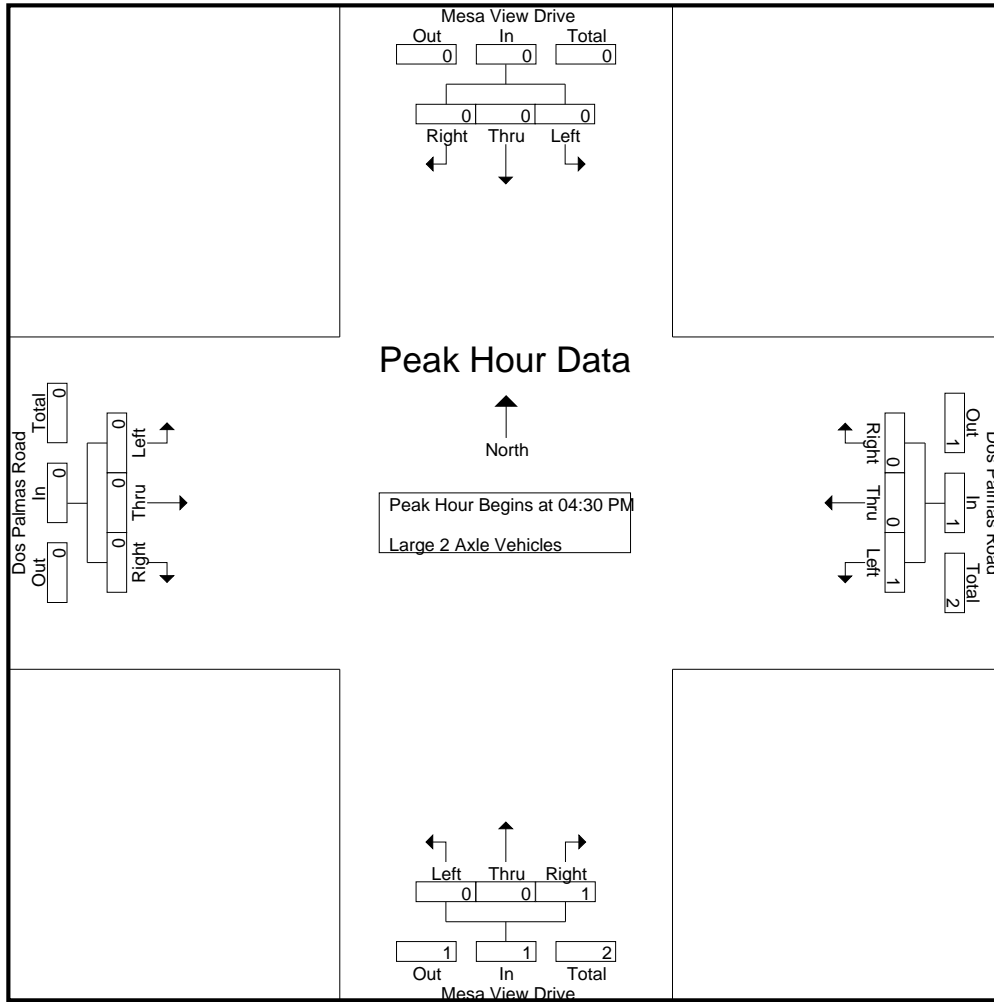 Mesa View Drive
Out In Total
0 0 0
0 0 0
Right Thru Left
Peak Hour Data
North
Peak Hour Begins at 04:30 PM
Large 2 Axle Vehicles
Dos Palmas Road
Total In Out
0 0 0
0 0 0
Left Thru Right
Right Thru Left
0 0 1
Out In Total
1 1 2
Dos Palmas Road
Left Thru Right
0 0 1
1 1 2
Out In Total
Mesa View Drive